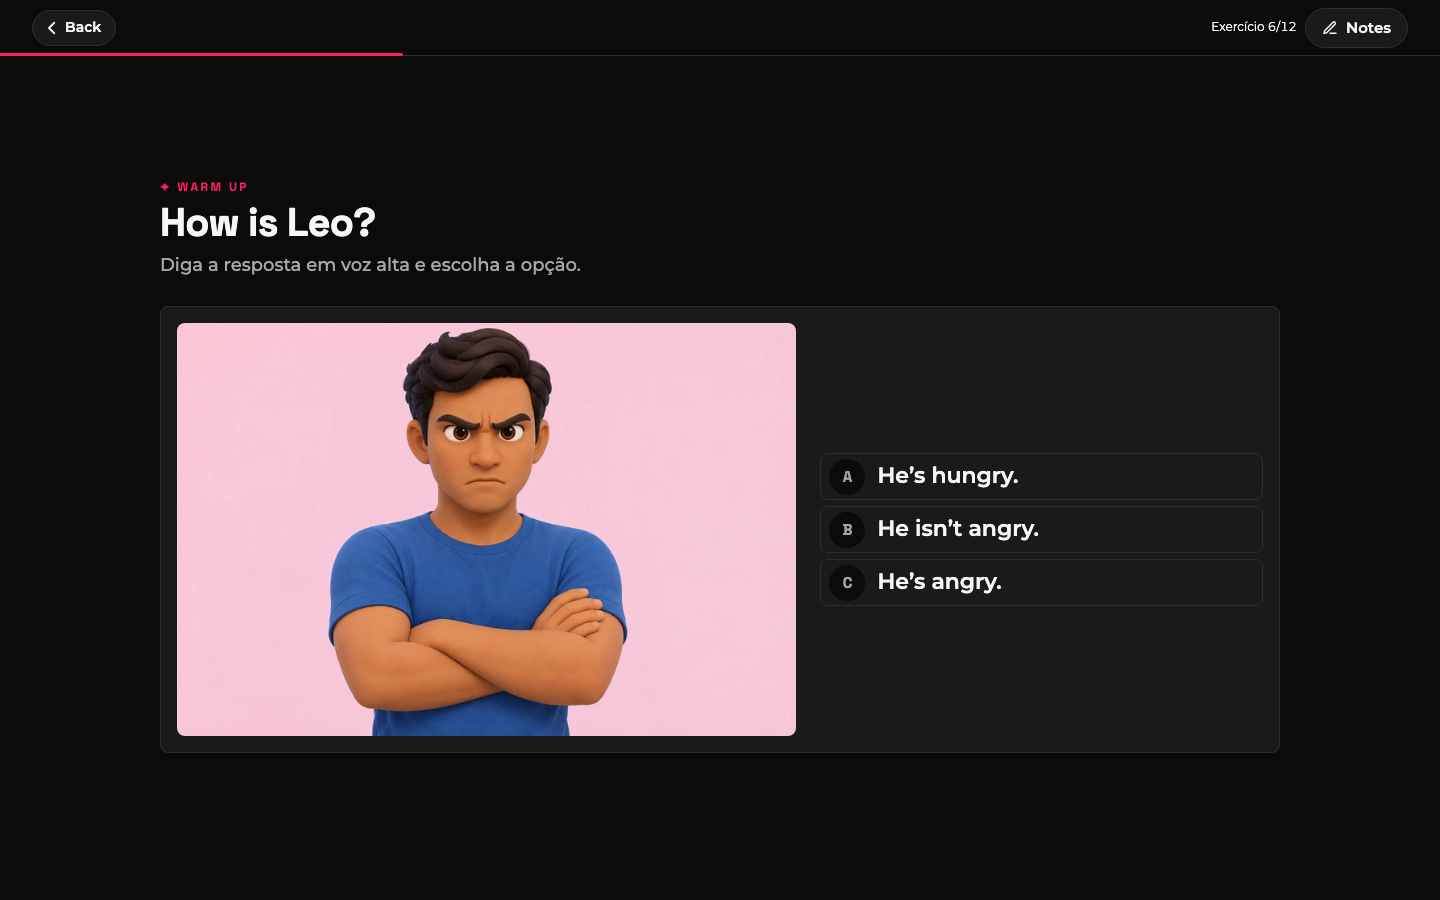 Back
Exercício 6/12
Notes
WARM UP
How is Leo?
Diga a resposta em voz alta e escolha a opção.
A He’s hungry.
B He isn’t angry.
C He’s angry.